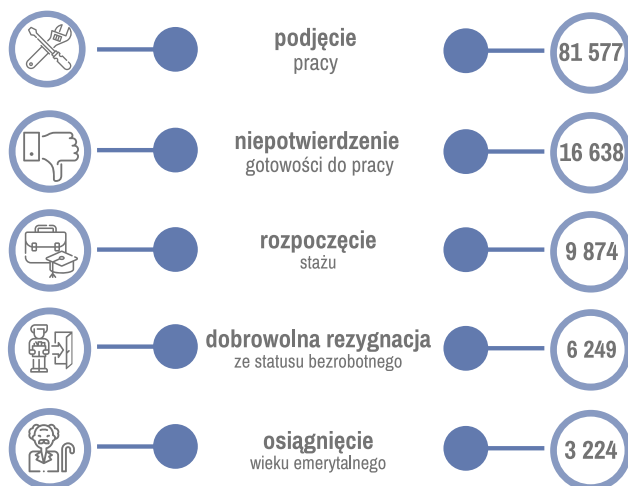 podjęcie
pracy
81 577
niepotwierdzenie
gotowości do pracy
16 638
rozpoczęcie
stażu
9 874
dobrowolna rezygnacja
ze statusu bezrobotnego
6 249
osiągnięcie
wieku emerytalnego
3 224